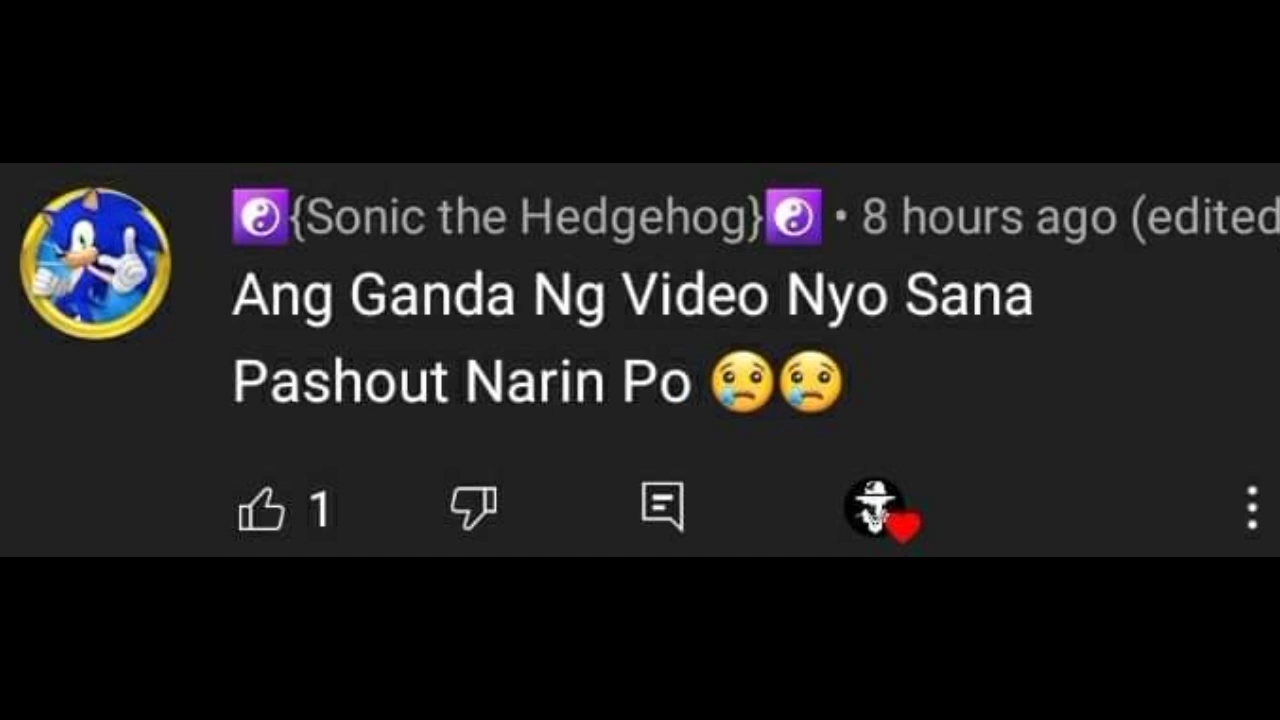 ☯️{Sonic the Hedgehog}☯️ • 8 hours ago (edited
Ang Ganda Ng Video Nyo Sana
Pashout Narin Po 😢😢
1